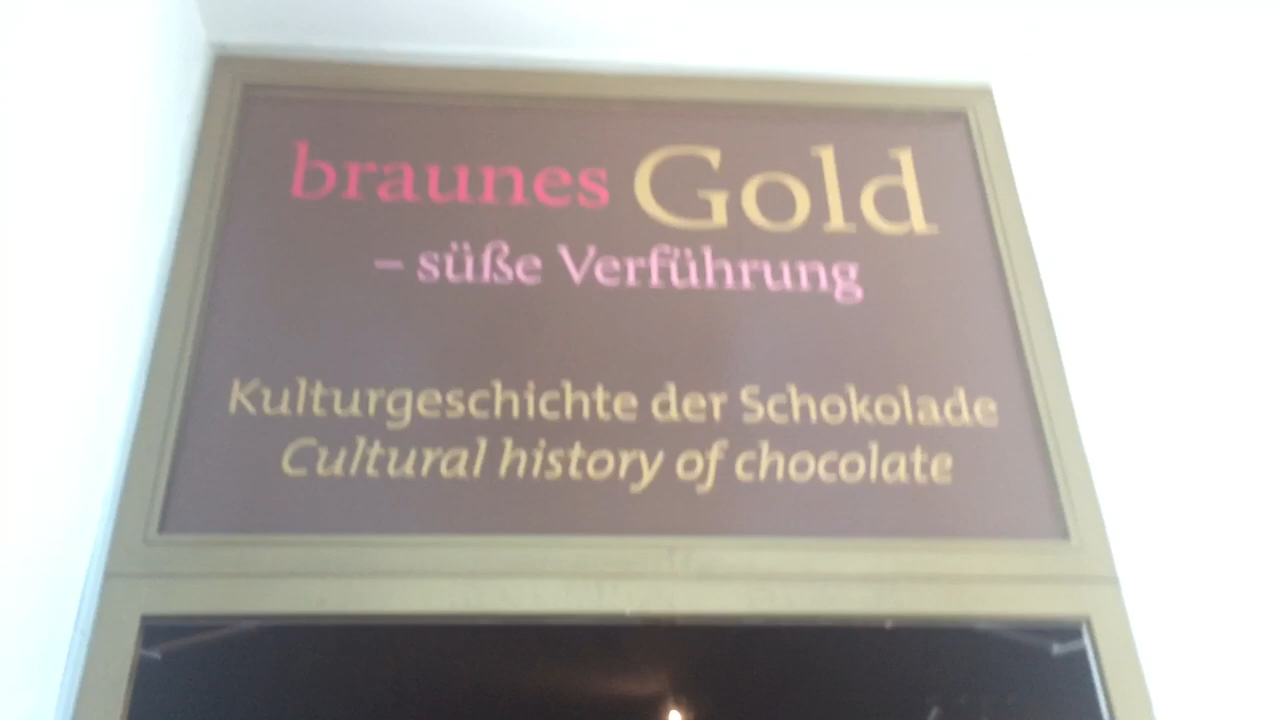 braunes Gold
– süße Verführung
Kulturgeschichte der Schokolade
Cultural history of chocolate